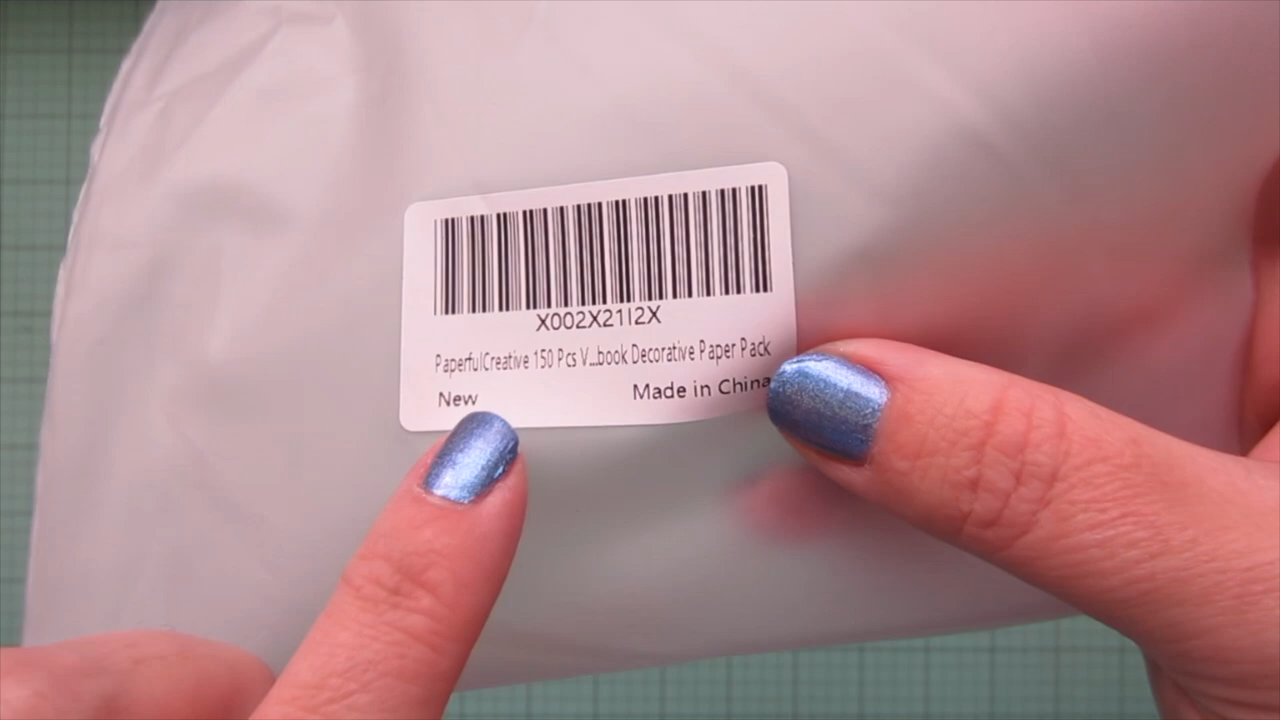 X002X21I2X
PaperfulCreative 150 Pcs V...book Decorative Paper Pack
New Made in China